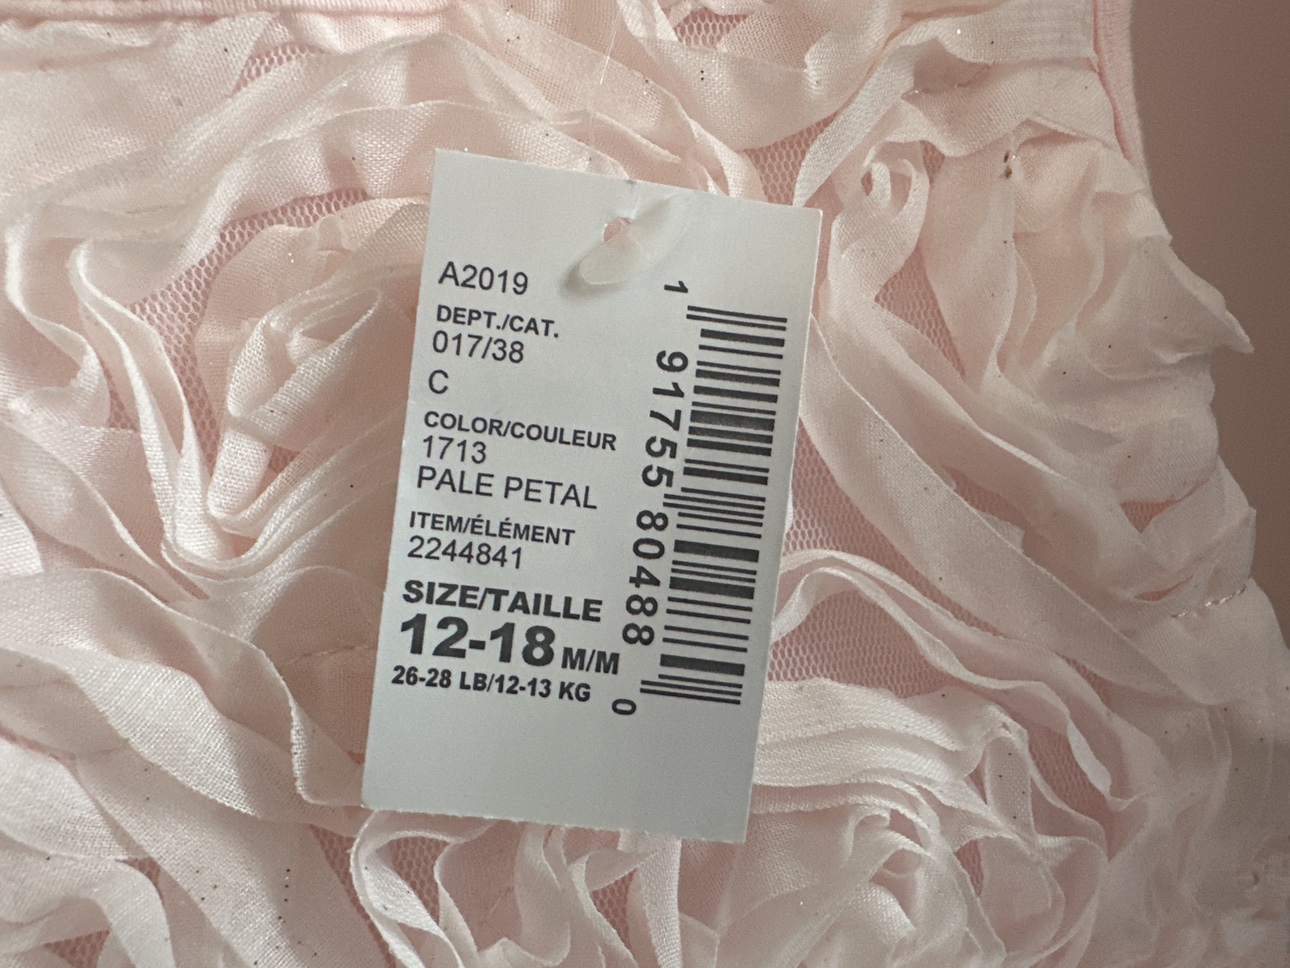 A2019
DEPT./CAT.
017/38
C
COLOR/COULEUR
1713
PALE PETAL
ITEM/ÉLÉMENT
2244841
SIZE/TAILLE
12-18 M/M
26-28 LB/12-13 KG
1 91755 80488 0